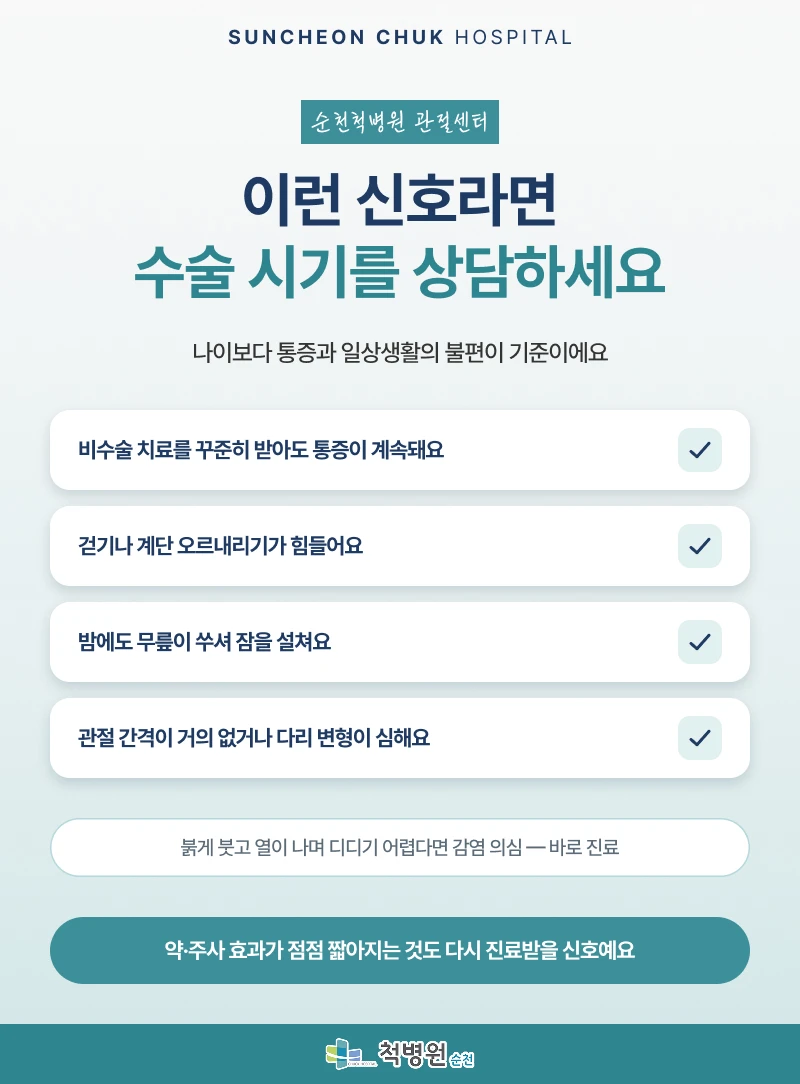 SUNCHEON CHUK HOSPITAL
순천척병원 관절센터
이런 신호라면
수술 시기를 상담하세요
나이보다 통증과 일상생활의 불편이 기준이에요
비수술 치료를 꾸준히 받아도 통증이 계속돼요
걷기나 계단 오르내리기가 힘들어요
밤에도 무릎이 쑤셔 잠을 설쳐요
관절 간격이 거의 없거나 다리 변형이 심해요
붉게 붓고 열이 나며 디디기 어렵다면 감염 의심 — 바로 진료
약·주사 효과가 점점 짧아지는 것도 다시 진료받을 신호예요
척병원 순천